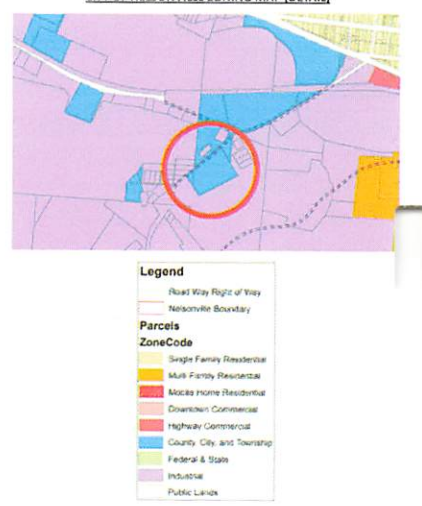 Legend
Road Way Right of Way
Nelsonville Boundary
Parcels
ZoneCode
Single Family Residential
Multi Family Residential
Mobile Home Residential
Downtown Commercial
Highway Commercial
County, City, and Township
Federal & State
Industrial
Public Lands